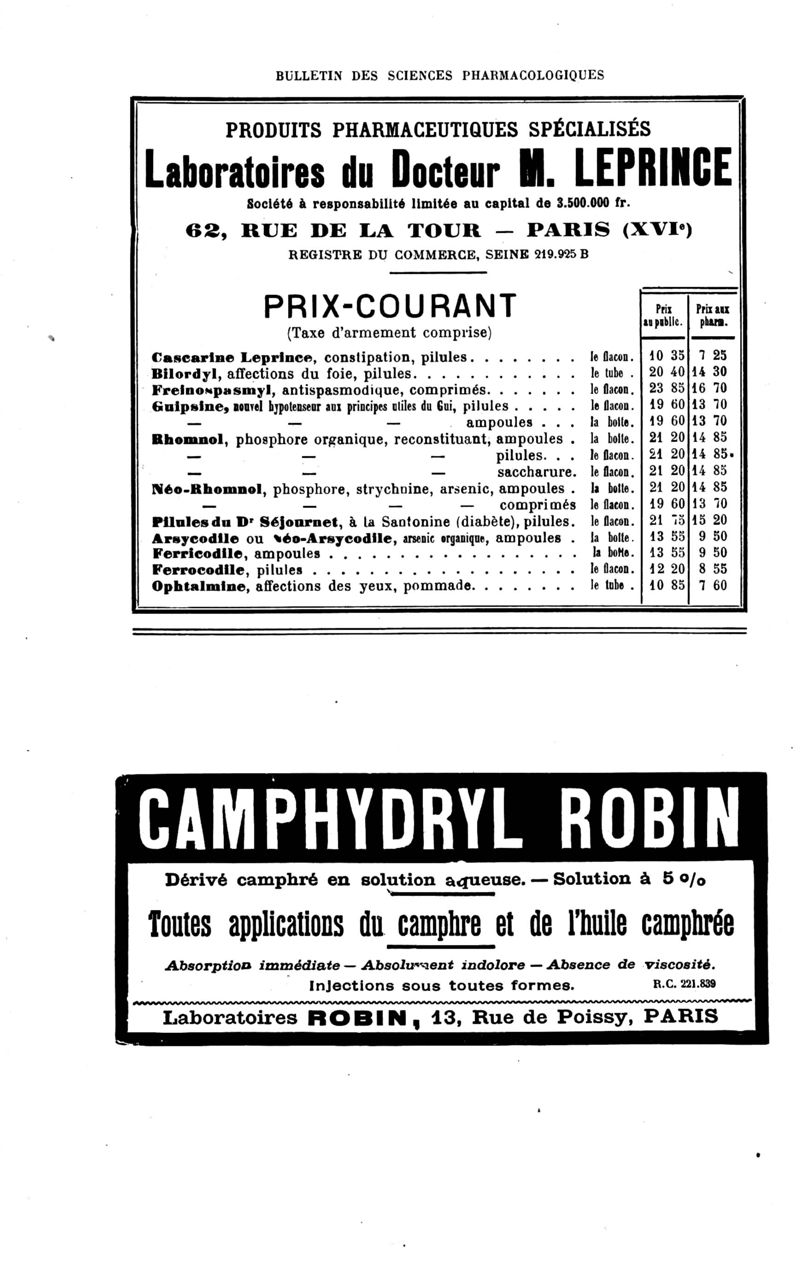 BULLETIN DES SCIENCES PHARMACOLOGIQUES
PRODUITS PHARMACEUTIQUES SPÉCIALISÉS
Laboratoires du Docteur M. LEPRINCE
Société à responsabilité limitée au capital de 3.500.000 fr.
62, RUE DE LA TOUR — PARIS (XVIe)
REGISTRE DU COMMERCE, SEINE 219.925 B
PRIX-COURANT
(Taxe d'armement comprise)
Prix au public. Prix aux pharm.
Cascarine Leprince, constipation, pilules. . . . . . . . le flacon. 10 35 7 25
Bilordyl, affections du foie, pilules. . . . . . . . . . . . le tube . 20 40 14 30
Freinospasmyl, antispasmodique, comprimés. . . . . . . le flacon. 23 85 16 70
Guipsine, nouvel hypotenseur aux principes utiles du Gui, pilules . . . . . le flacon. 19 60 13 70
— — — ampoules . . . la boîte. 19 60 13 70
Rhomnol, phosphore organique, reconstituant, ampoules . la boîte. 21 20 14 85
— — — pilules. . . le flacon. 21 20 14 85
— — — saccharure. le flacon. 21 20 14 85
Néo-Rhomnol, phosphore, strychnine, arsenic, ampoules . la boîte. 21 20 14 85
— — — — comprimés le flacon. 19 60 13 70
Pilules du Dr Séjournet, à la Santonine (diabète), pilules. le flacon. 21 75 15 20
Arsycodile ou Néo-Arsycodile, arsenic organique, ampoules . la boîte. 13 55 9 50
Ferricodile, ampoules . . . . . . . . . . . . . . . . . . la boîte. 13 55 9 50
Ferrocodile, pilules . . . . . . . . . . . . . . . . . . . le flacon. 12 20 8 55
Ophtalmine, affections des yeux, pommade. . . . . . . . le tube . 10 85 7 60
CAMPHYDRYL ROBIN
Dérivé camphré en solution aqueuse. — Solution à 5 o/o
Toutes applications du camphre et de l'huile camphrée
Absorption immédiate — Absolument indolore — Absence de viscosité.
Injections sous toutes formes. R.C. 221.839
Laboratoires ROBIN, 13, Rue de Poissy, PARIS